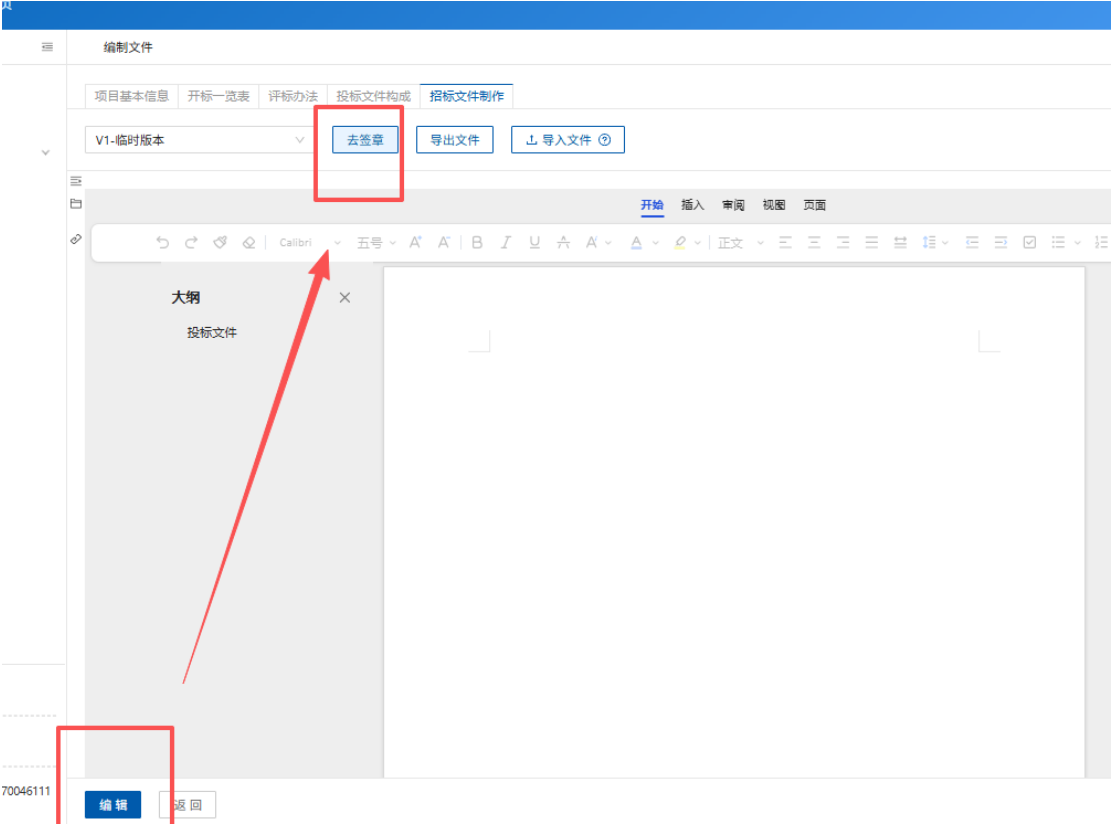 编制文件
项目基本信息 开标一览表 评标办法 投标文件构成 招标文件制作
V1-临时版本 去签章 导出文件 导入文件
开始 插入 审阅 视图 页面
Calibri 五号 A+ A- B I U A A A 正文
大纲
投标文件
70046111
编辑 返回